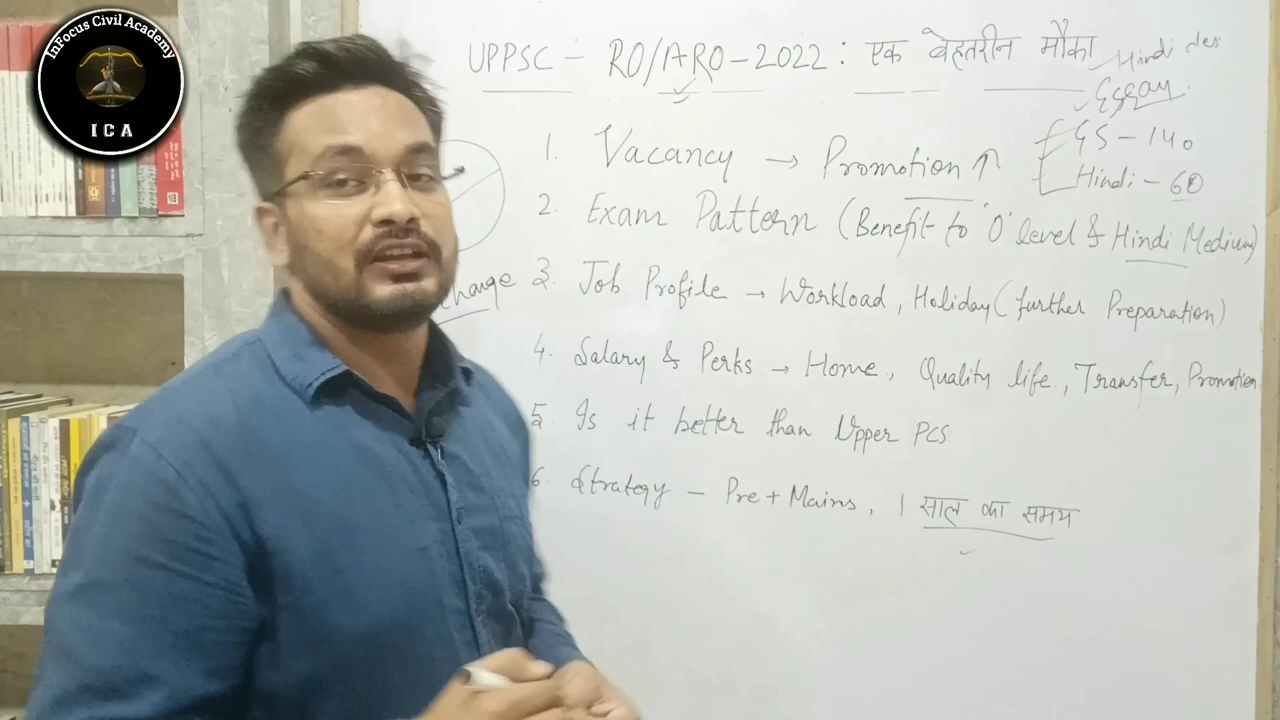 InFocus Civil Academy
ICA
UPPSC - RO/ARO-2022 : एक बेहतरीन मौका
Hindi des
Essay
GS - 140
Hindi - 60
1. Vacancy → Promotion ↑
2. Exam Pattern (Benefit to 'O' level & Hindi Medium)
Change
3. Job Profile → Workload, Holiday (further Preparation)
4. Salary & Perks → Home, Quality life, Transfer, Promotion
5 Is it better than Upper PCS
6. Strategy - Pre + Mains, 1 साल का समय